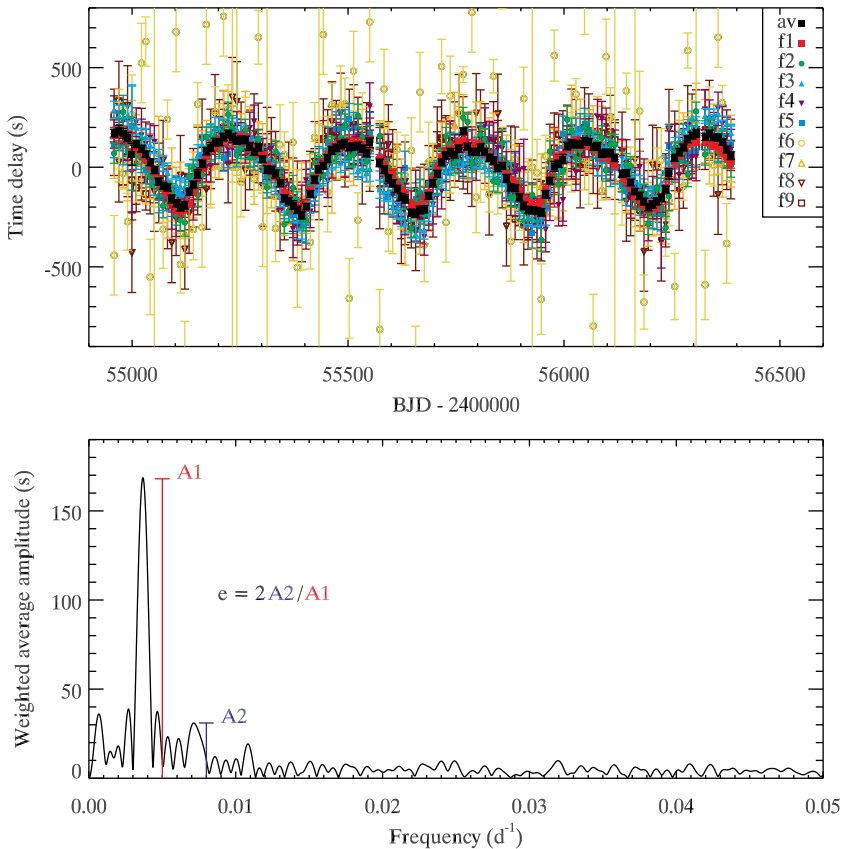 500
0
-500
Time delay (s)
55000 55500 56000 56500
BJD - 2400000
av
f1
f2
f3
f4
f5
f6
f7
f8
f9
150
100
50
0
Weighted average amplitude (s)
A1
e = 2A2/A1
A2
0.00 0.01 0.02 0.03 0.04 0.05
Frequency (d⁻¹)